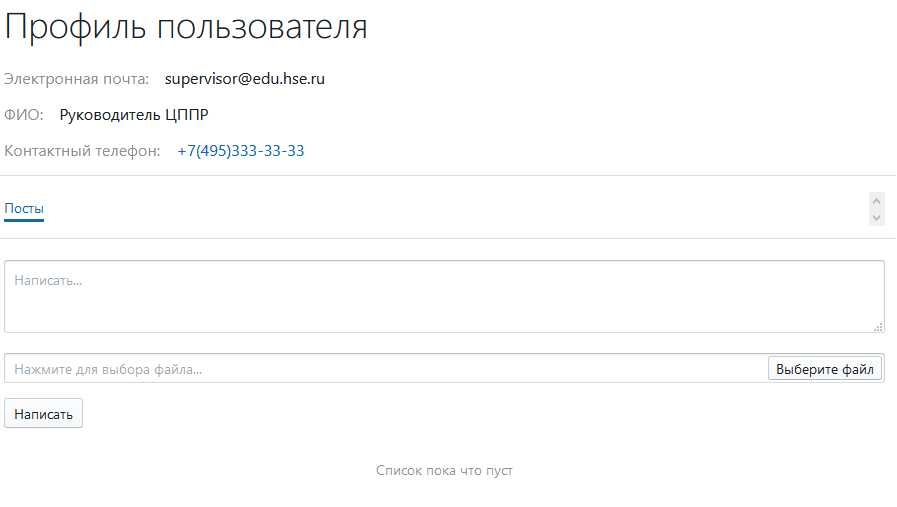 Профиль пользователя
Электронная почта: supervisor@edu.hse.ru
ФИО: Руководитель ЦППР
Контактный телефон: +7(495)333-33-33
Посты
Написать...
Нажмите для выбора файла... Выберите файл
Написать
Список пока что пуст